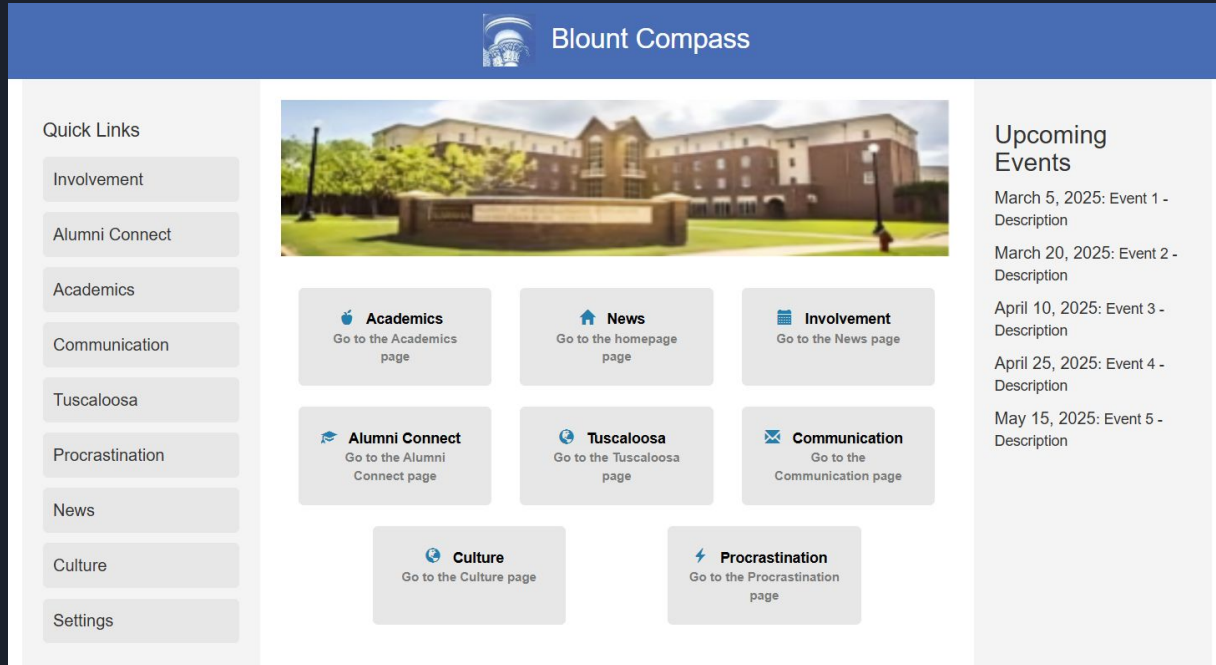 Blount Compass
Quick Links
Involvement
Alumni Connect
Academics
Communication
Tuscaloosa
Procrastination
News
Culture
Settings
Academics
Go to the Academics
page
News
Go to the homepage
page
Involvement
Go to the News page
Alumni Connect
Go to the Alumni
Connect page
Tuscaloosa
Go to the Tuscaloosa
page
Communication
Go to the
Communication page
Culture
Go to the Culture page
Procrastination
Go to the Procrastination
page
Upcoming
Events
March 5, 2025: Event 1 -
Description
March 20, 2025: Event 2 -
Description
April 10, 2025: Event 3 -
Description
April 25, 2025: Event 4 -
Description
May 15, 2025: Event 5 -
Description